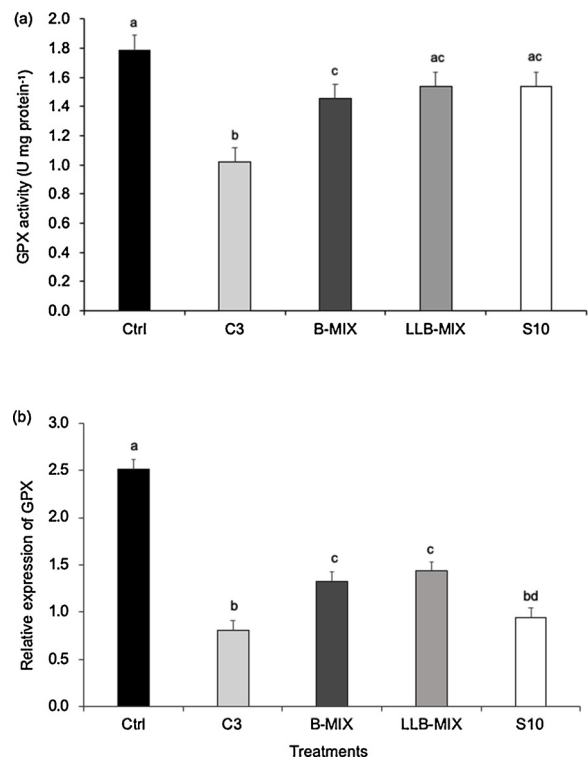 (a)
GPX activity (U mg protein⁻¹)
2.0
1.8
1.6
1.4
1.2
1.0
0.8
0.6
0.4
0.2
0.0
a
b
c
ac
ac
Ctrl C3 B-MIX LLB-MIX S10
(b)
Relative expression of GPX
3.0
2.5
2.0
1.5
1.0
0.5
0.0
a
b
c
c
bd
Ctrl C3 B-MIX LLB-MIX S10
Treatments